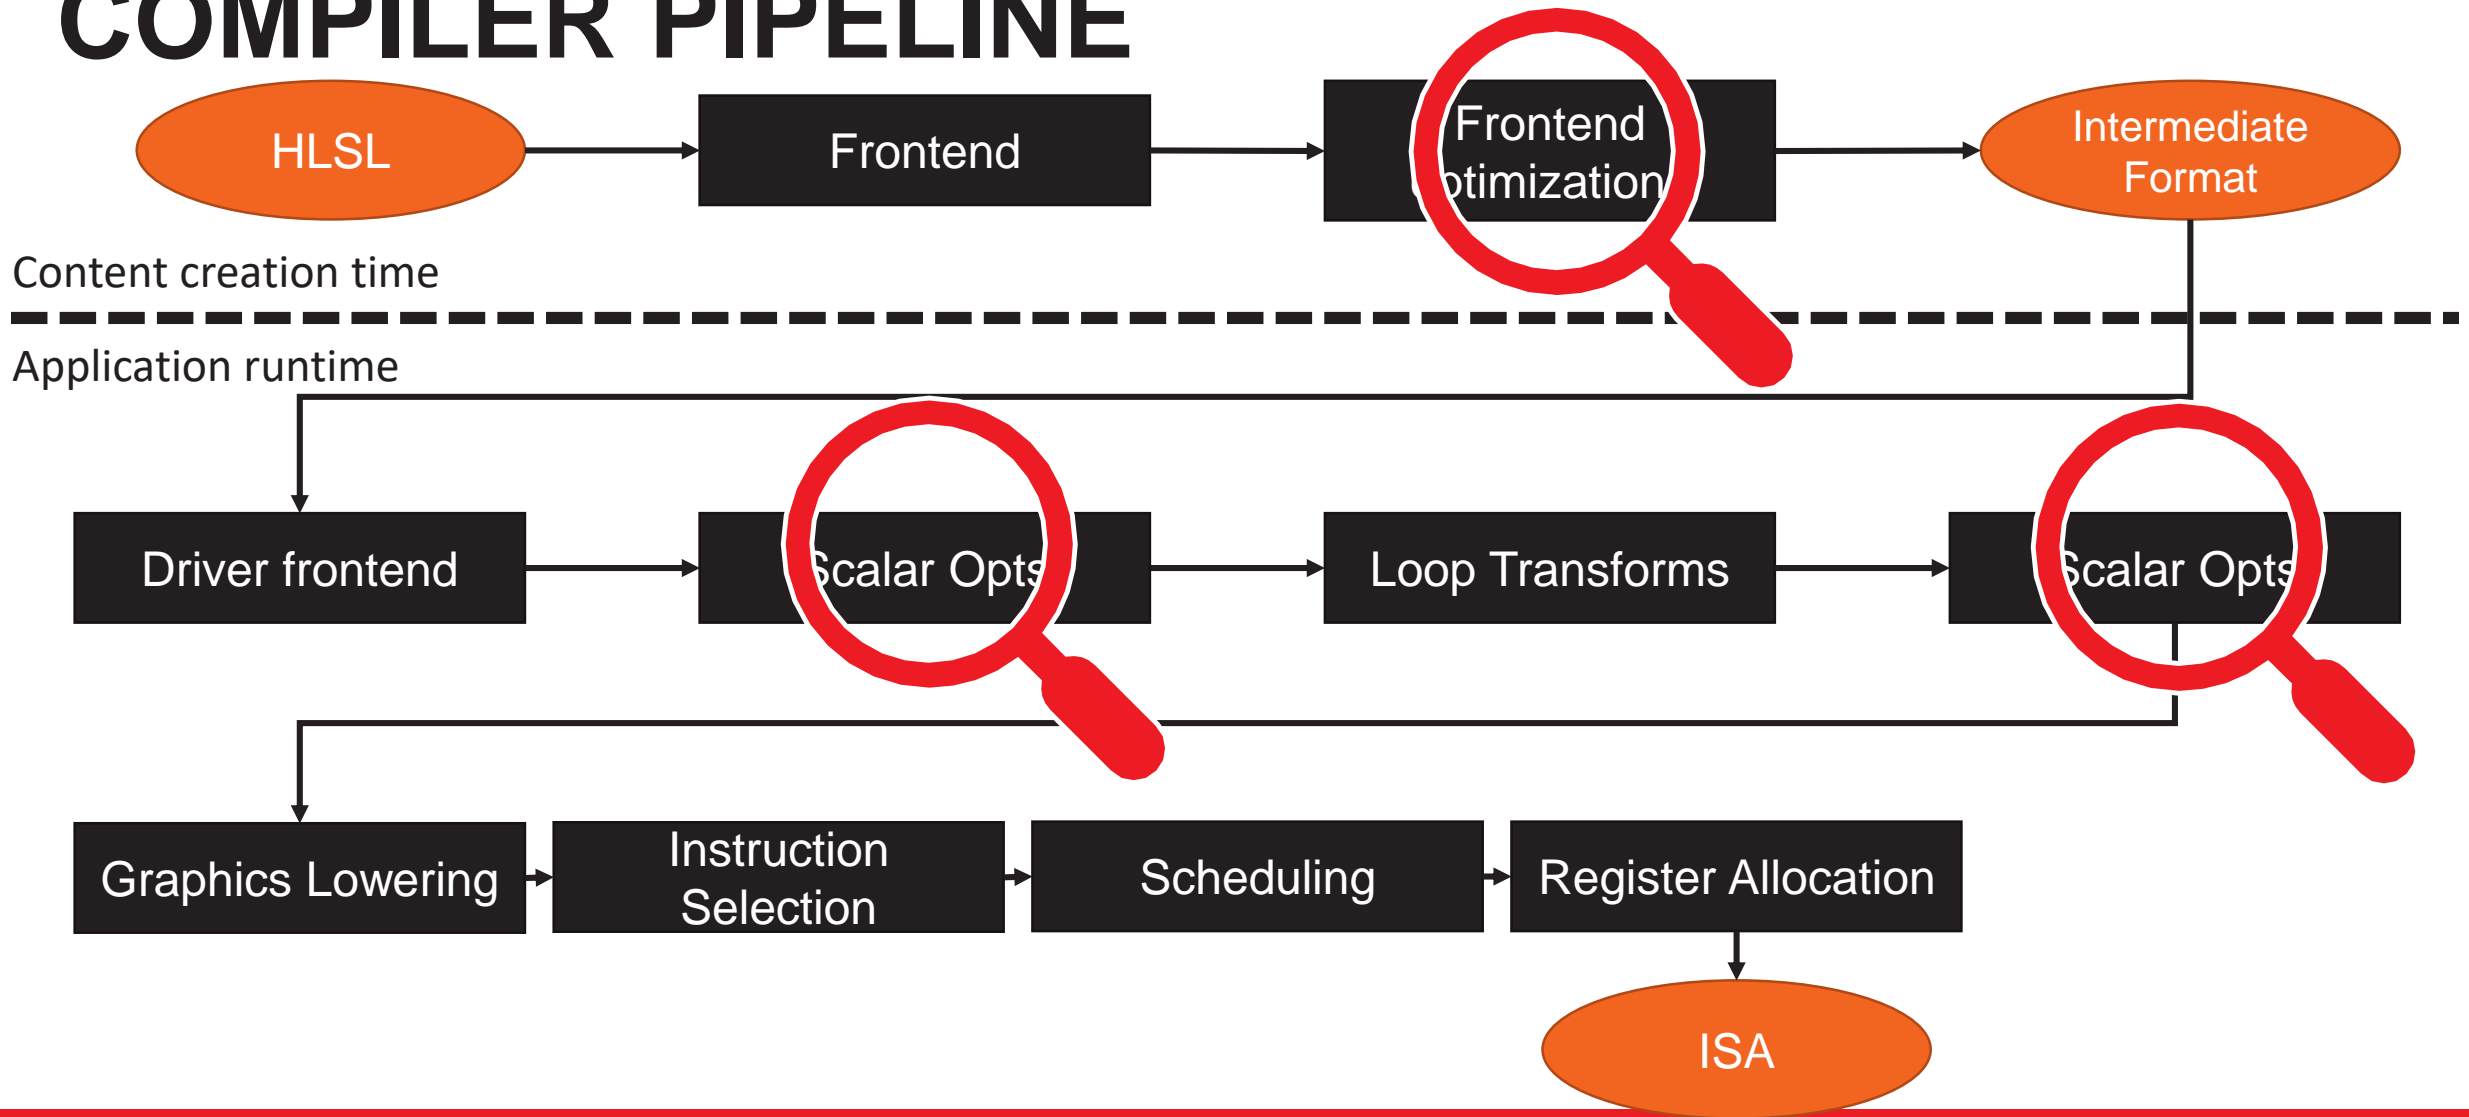 COMPILER PIPELINE
HLSL
Frontend
Frontend
Optimization
Intermediate
Format
Content creation time
Application runtime
Driver frontend
Scalar Opts
Loop Transforms
Scalar Opts
Graphics Lowering
Instruction
Selection
Scheduling
Register Allocation
ISA